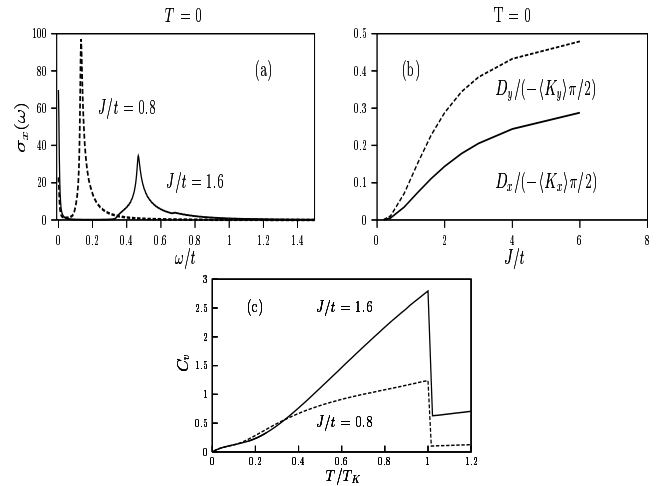 T = 0
100
80
60
40
20
0
σx(ω)
(a)
J/t = 0.8
J/t = 1.6
0 0.2 0.4 0.6 0.8 1 1.2 1.4
ω/t
T = 0
0.5
0.4
0.3
0.2
0.1
0
(b)
Dy/(−⟨Ky⟩π/2)
Dx/(−⟨Kx⟩π/2)
0 2 4 6 8
J/t
3
2.5
2
1.5
1
0.5
0
Cv
(c)
J/t = 1.6
J/t = 0.8
0 0.2 0.4 0.6 0.8 1 1.2
T/TK